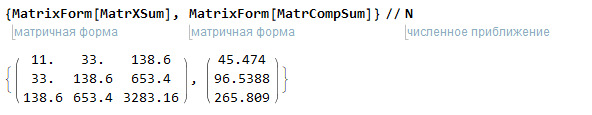 {MatrixForm[MatrXSum], MatrixForm[MatrCompSum]} // N
матричная форма матричная форма численное приближение
11. 33. 138.6 45.474
{ 33. 138.6 653.4 , 96.5388 }
138.6 653.4 3283.16 265.809